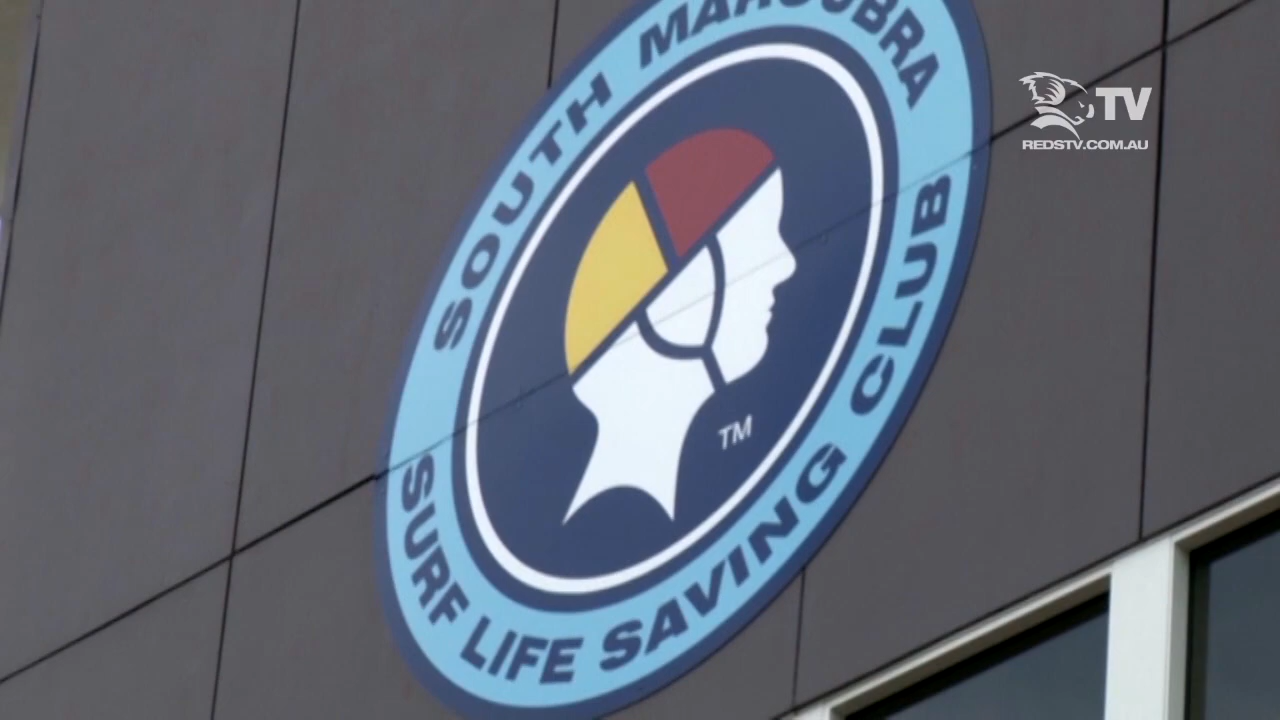 SOUTH MAROUBRA
SURF LIFE SAVING CLUB
TM
TV
REDSTV.COM.AU